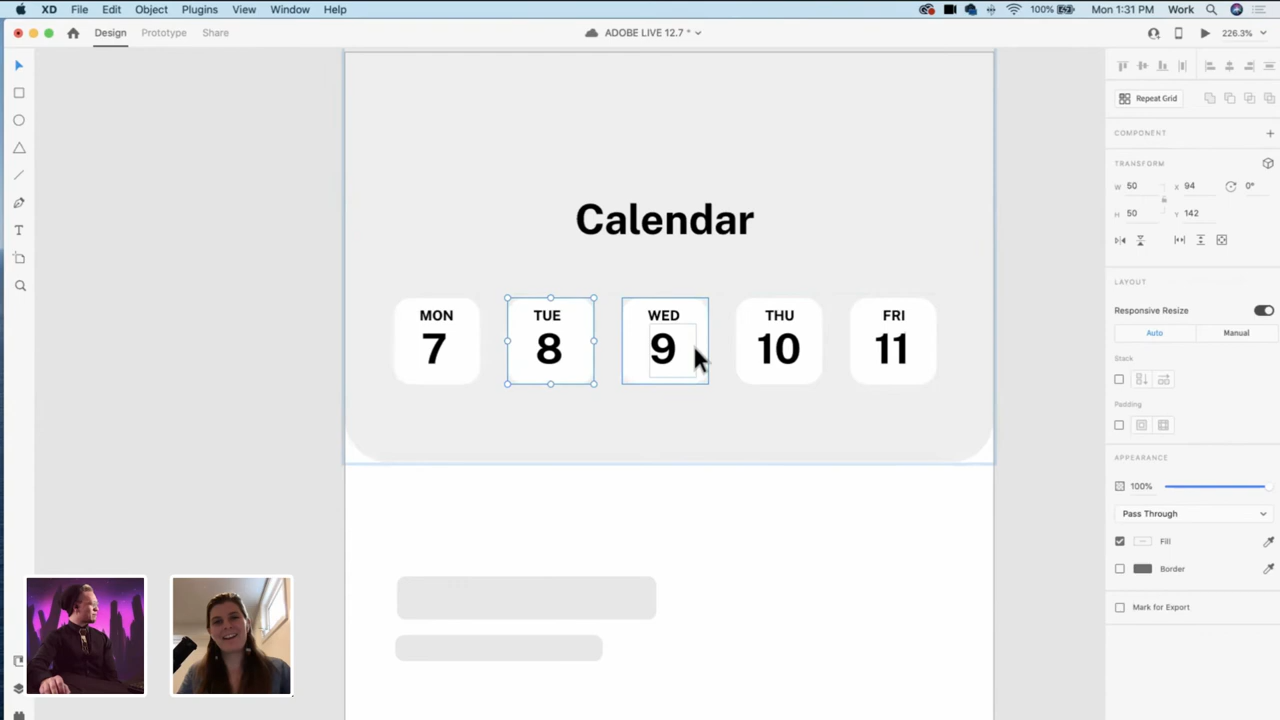 XD File Edit Object Plugins View Window Help 100% Mon 1:31 PM Work
Design Prototype Share ADOBE LIVE 12.7 * 226.3%
Repeat Grid
COMPONENT
TRANSFORM
W 50 X 94 0°
H 50 Y 142
Calendar
LAYOUT
Responsive Resize
Auto Manual
Stack
Padding
MON TUE WED THU FRI
7 8 9 10 11
APPEARANCE
100%
Pass Through
Fill
Border
Mark for Export